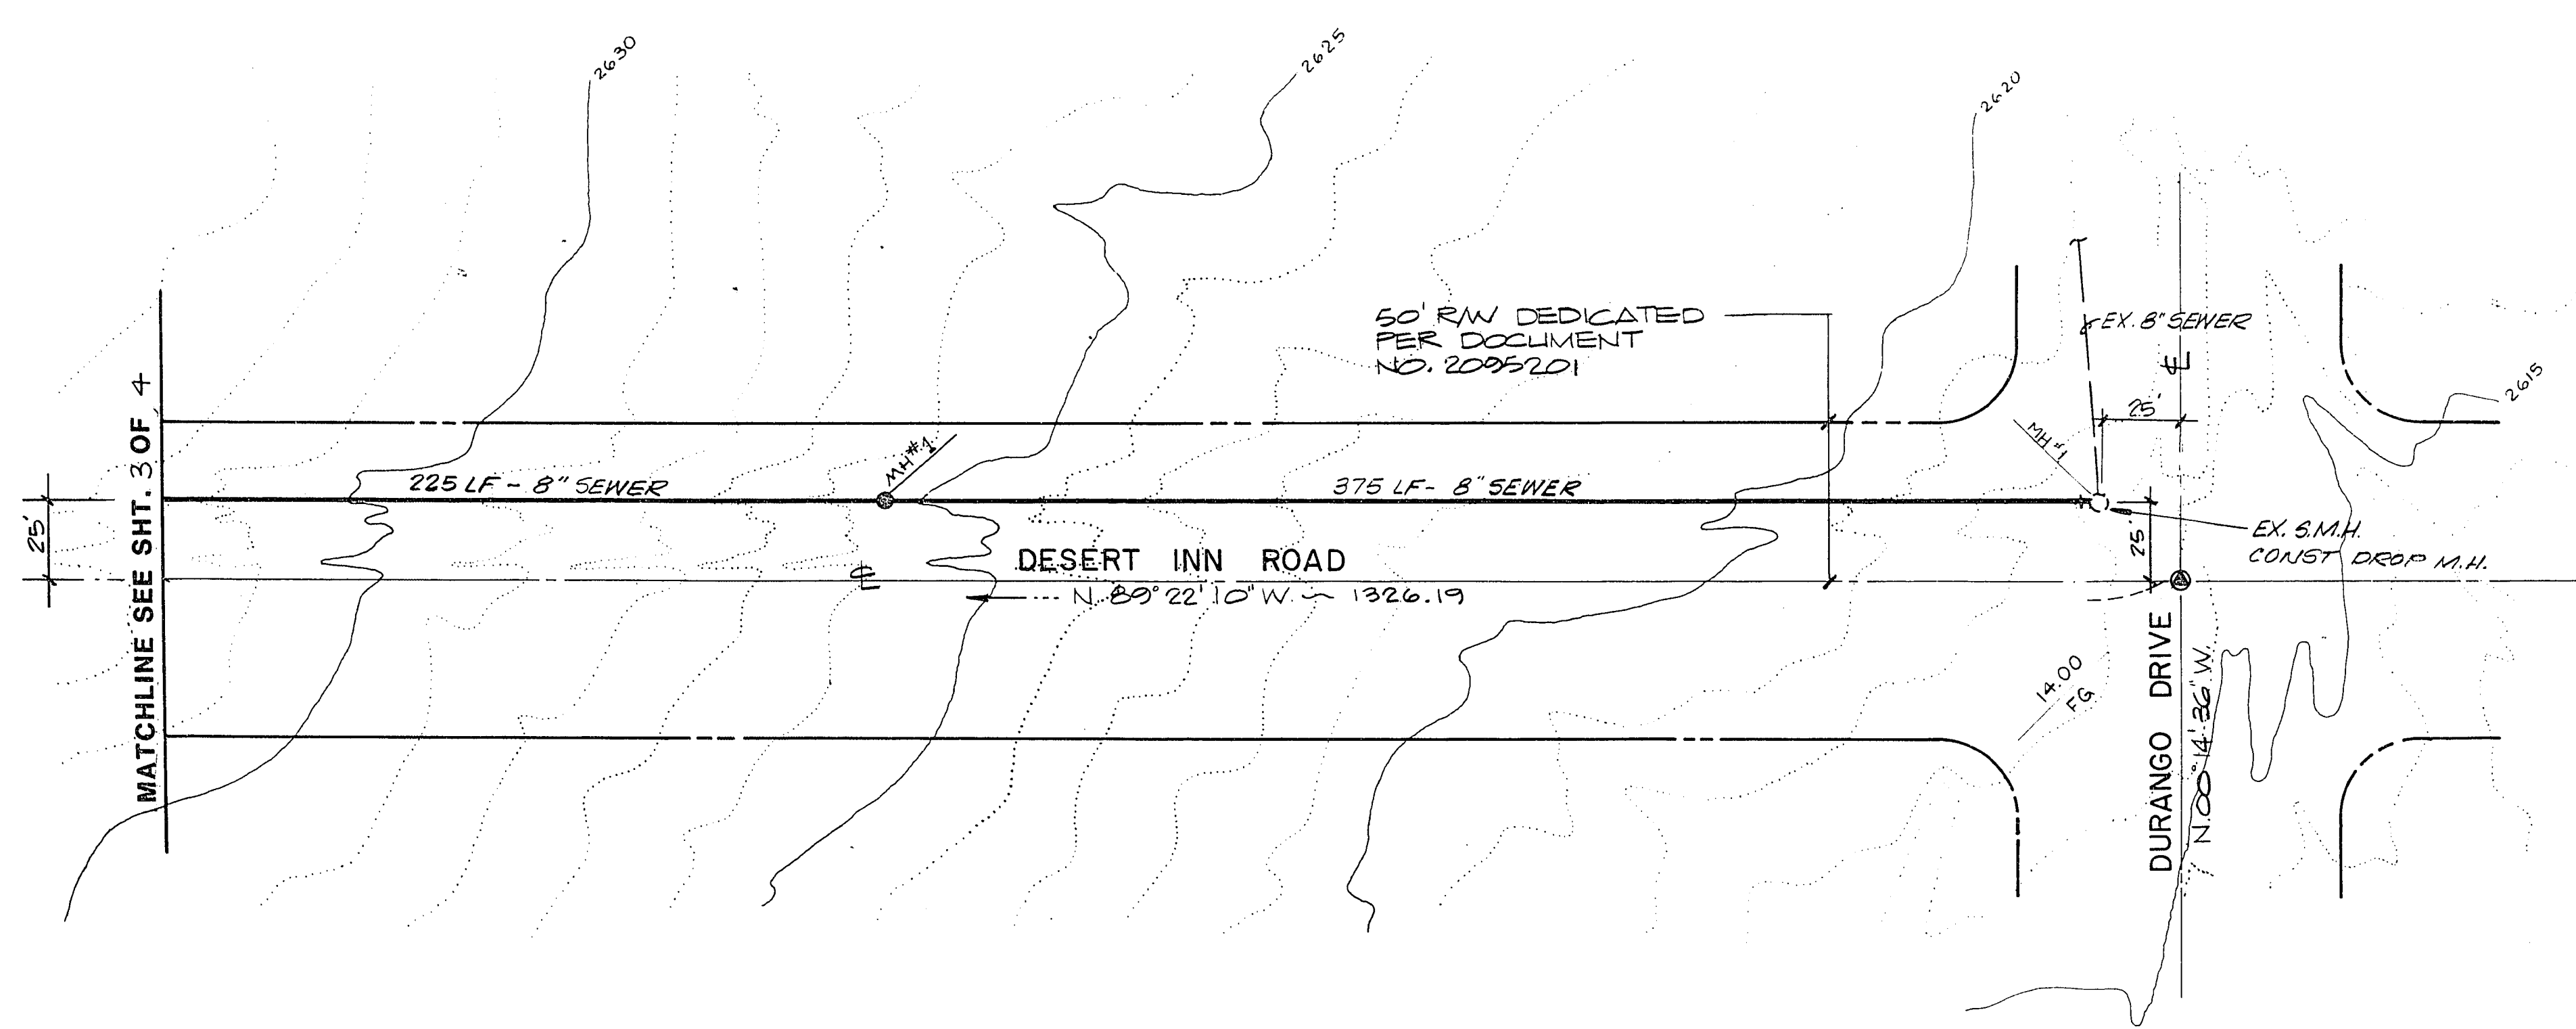 2630
2625
2620
50' R/W DEDICATED
PER DOCUMENT
NO. 2095201
EX. 8" SEWER
℄
2615
25'
MATCHLINE SEE SHT. 3 OF 4
225 LF - 8" SEWER
MH#1
375 LF - 8" SEWER
MH#1
25'
25'
EX. S.M.H.
CONST DROP M.H.
DESERT INN ROAD
℄
N. 89° 22' 10" W. ~ 1326.19
14.00
FG
DURANGO DRIVE
N. 00° 14' 36" W.